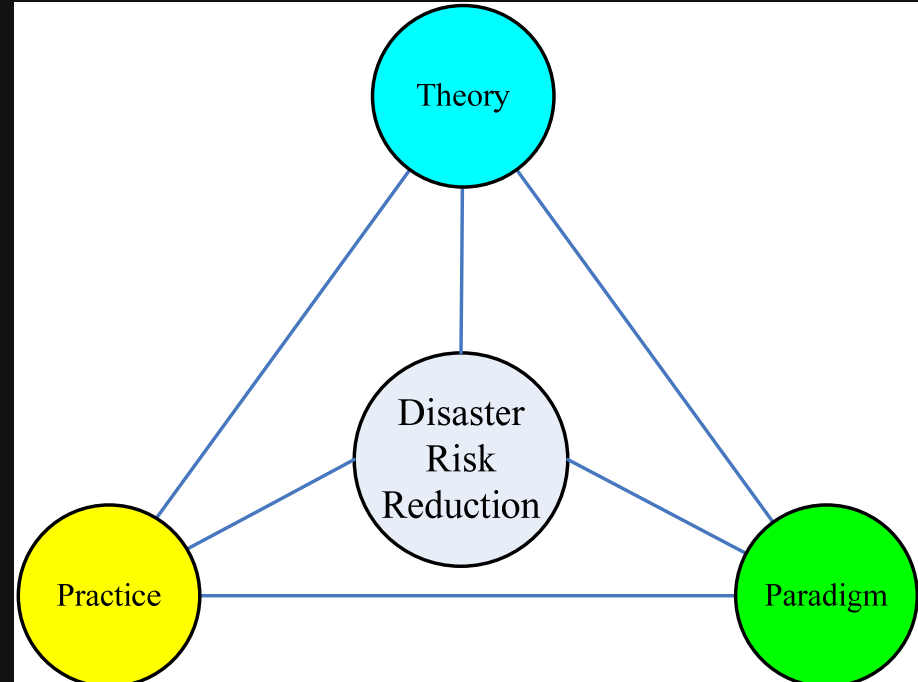 Theory
Disaster
Risk
Reduction
Practice
Paradigm